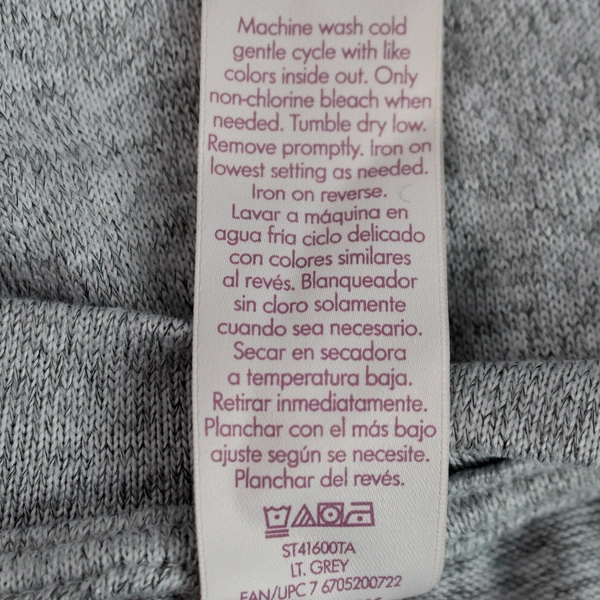 Machine wash cold
gentle cycle with like
colors inside out. Only
non-chlorine bleach when
needed. Tumble dry low.
Remove promptly. Iron on
lowest setting as needed.
Iron on reverse.
Lavar a máquina en
agua fría ciclo delicado
con colores similares
al revés. Blanqueador
sin cloro solamente
cuando sea necesario.
Secar en secadora
a temperatura baja.
Retirar inmediatamente.
Planchar con el más bajo
ajuste según se necesite.
Planchar del revés.
ST41600TA
LT. GREY
EAN/UPC 7 6705200722